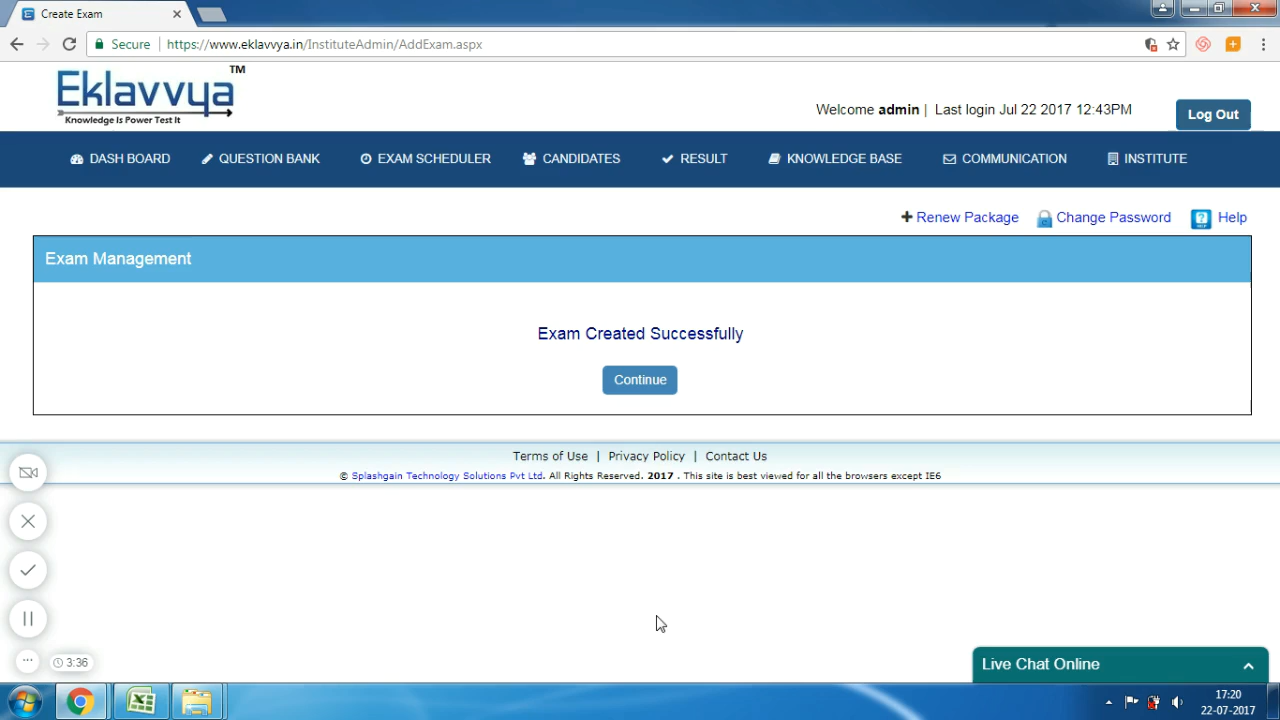 Create Exam
Secure https://www.eklavvya.in/InstituteAdmin/AddExam.aspx
Eklavvya TM
Knowledge Is Power Test It
Welcome admin | Last login Jul 22 2017 12:43PM
Log Out
DASH BOARD QUESTION BANK EXAM SCHEDULER CANDIDATES RESULT KNOWLEDGE BASE COMMUNICATION INSTITUTE
Renew Package Change Password Help
Exam Management
Exam Created Successfully
Continue
Terms of Use | Privacy Policy | Contact Us
© Splashgain Technology Solutions Pvt Ltd. All Rights Reserved. 2017 . This site is best viewed for all the browsers except IE6
3:36
Live Chat Online
17:20
22-07-2017